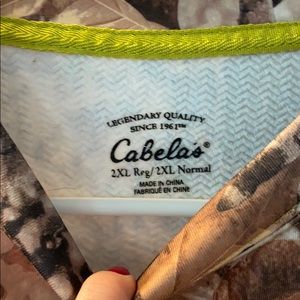 LEGENDARY QUALITY
SINCE 1961™
Cabela's®
2XL Reg/ 2XL Normal
MADE IN CHINA
FABRIQUÉ EN CHINE